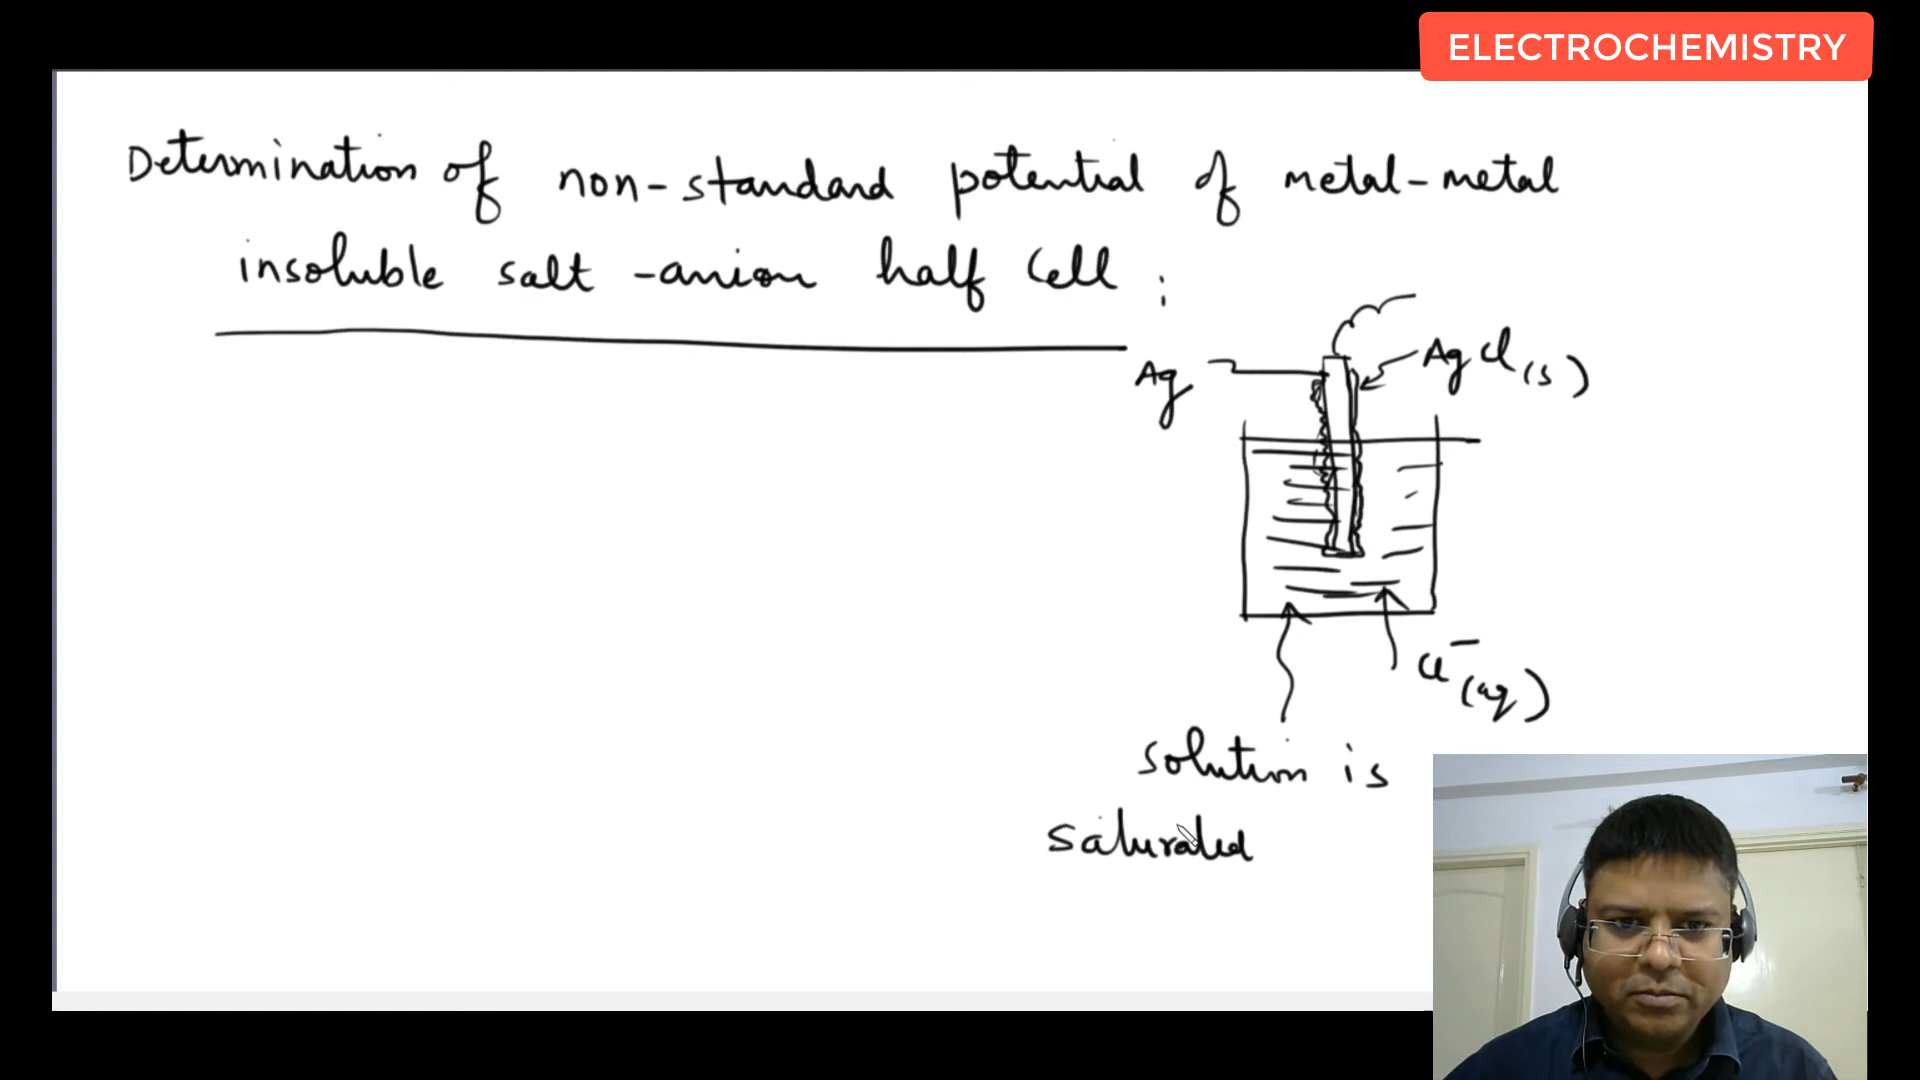 ELECTROCHEMISTRY
Determination of non-standard potential of metal-metal
insoluble salt -anion half cell :
Ag
AgCl(s)
Cl⁻(aq)
solution is
saturated